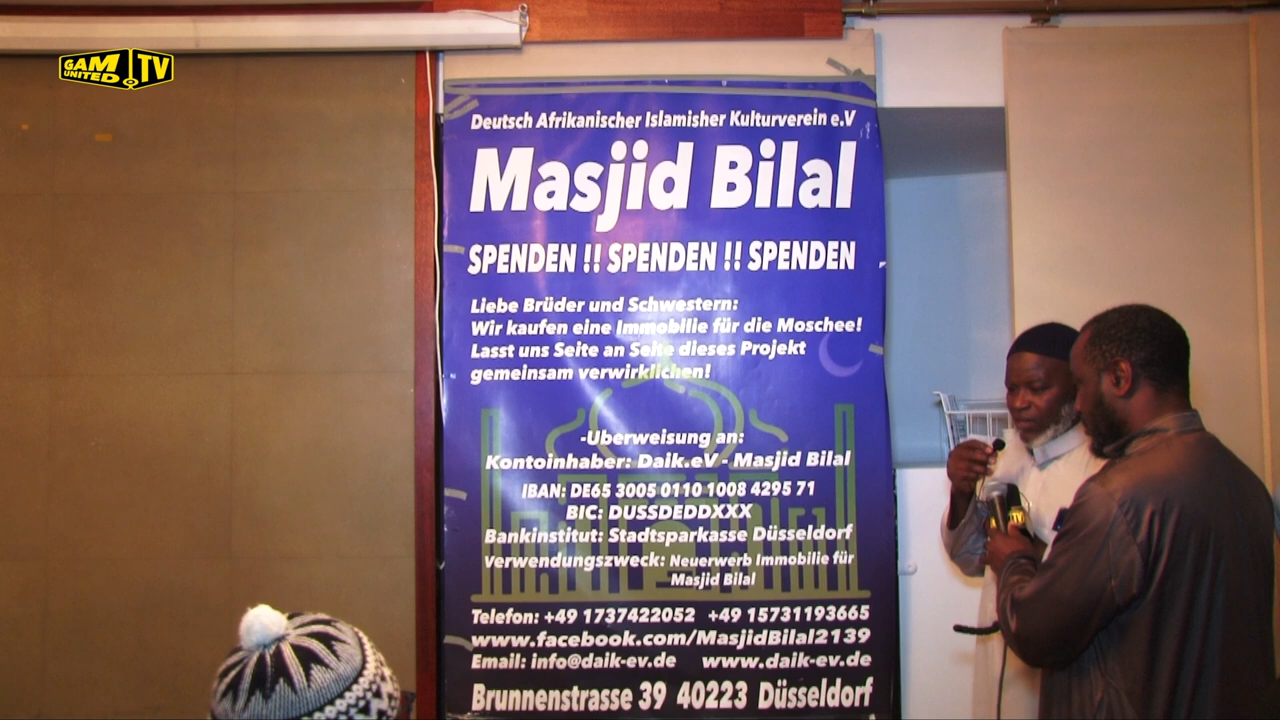 GAM
UNITED TV
Deutsch Afrikanischer Islamisher Kulturverein e.V
Masjid Bilal
SPENDEN !! SPENDEN !! SPENDEN
Liebe Brüder und Schwestern:
Wir kaufen eine Immobilie für die Moschee!
Lasst uns Seite an Seite dieses Projekt
gemeinsam verwirklichen!
-Uberweisung an:
Kontoinhaber: Daik.eV - Masjid Bilal
IBAN: DE65 3005 0110 1008 4295 71
BIC: DUSSDEDDXXX
Bankinstitut: Stadtsparkasse Düsseldorf
Verwendungszweck: Neuerwerb Immobilie für
Masjid Bilal
Telefon: +49 1737422052 +49 15731193665
www.facebook.com/MasjidBilal2139
Email: info@daik-ev.de www.daik-ev.de
Brunnenstrasse 39 40223 Düsseldorf
TV